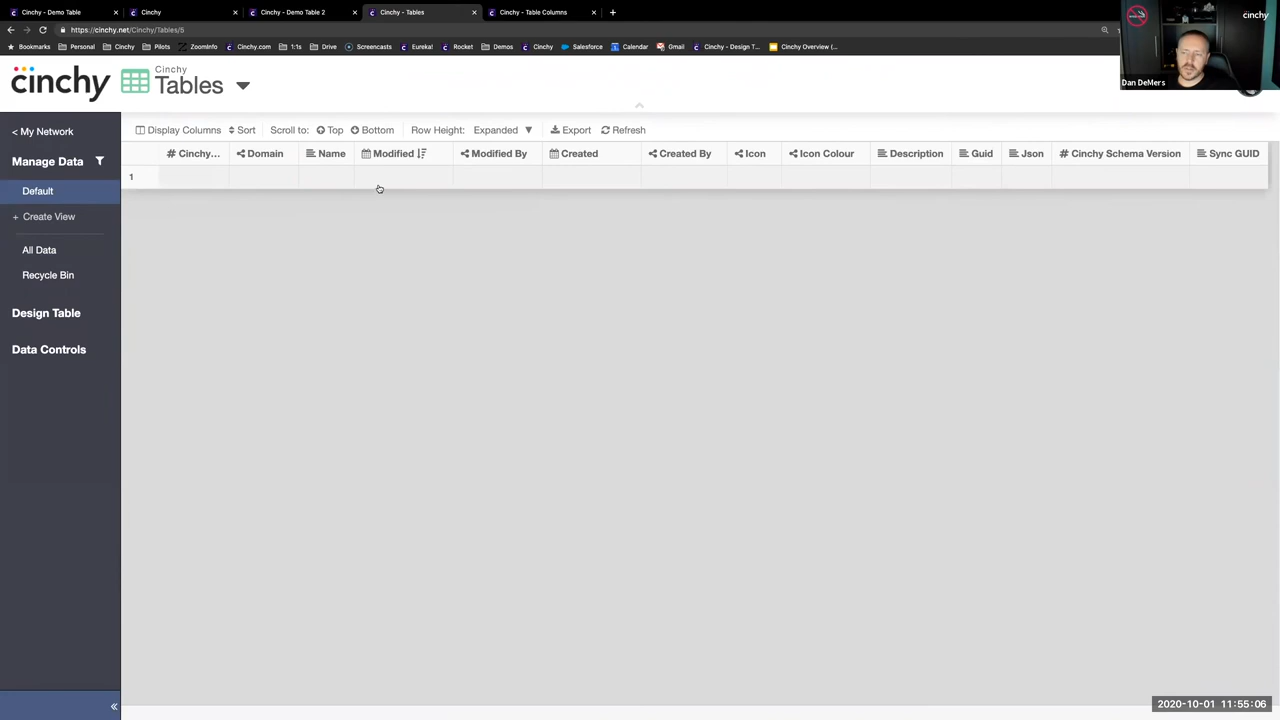 Cinchy - Demo Table
Cinchy
Cinchy - Demo Table 2
Cinchy - Tables
Cinchy - Table Columns
https://cinchy.net/Cinchy/Tables/5
Bookmarks Personal Cinchy Pilots ZoomInfo Cinchy.com 1:1s Drive Screencasts Eureka! Rocket Demos Cinchy Salesforce Calendar Gmail Cinchy - Design T... Cinchy Overview (...
cinchy
Dan DeMers
cinchy
Cinchy
Tables
< My Network
Manage Data
Default
+ Create View
All Data
Recycle Bin
Design Table
Data Controls
Display Columns Sort Scroll to: Top Bottom Row Height: Expanded Export Refresh
# Cinchy... Domain Name Modified Modified By Created Created By Icon Icon Colour Description Guid Json # Cinchy Schema Version Sync GUID
1
«
2020-10-01 11:55:06